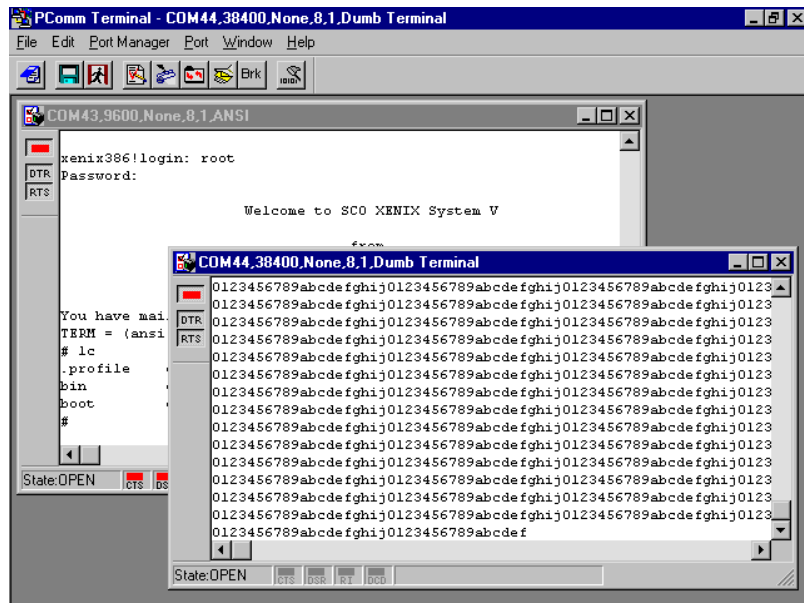 PComm Terminal - COM44,38400,None,8,1,Dumb Terminal
File Edit Port Manager Port Window Help
Brk
COM43,9600,None,8,1,ANSI
DTR
RTS
xenix386!login: root
Password:
Welcome to SCO XENIX System V
from
You have mai
TERM = (ansi
# lc
.profile
bin
boot
#
State:OPEN CTS DS
COM44,38400,None,8,1,Dumb Terminal
DTR
RTS
0123456789abcdefghij0123456789abcdefghij0123456789abcdefghij0123
0123456789abcdefghij0123456789abcdefghij0123456789abcdefghij0123
0123456789abcdefghij0123456789abcdefghij0123456789abcdefghij0123
0123456789abcdefghij0123456789abcdefghij0123456789abcdefghij0123
0123456789abcdefghij0123456789abcdefghij0123456789abcdefghij0123
0123456789abcdefghij0123456789abcdefghij0123456789abcdefghij0123
0123456789abcdefghij0123456789abcdefghij0123456789abcdefghij0123
0123456789abcdefghij0123456789abcdefghij0123456789abcdefghij0123
0123456789abcdefghij0123456789abcdefghij0123456789abcdefghij0123
0123456789abcdefghij0123456789abcdefghij0123456789abcdefghij0123
0123456789abcdefghij0123456789abcdefghij0123456789abcdefghij0123
0123456789abcdefghij0123456789abcdefghij0123456789abcdefghij0123
0123456789abcdefghij0123456789abcdefghij0123456789abcdefghij0123
0123456789abcdefghij0123456789abcdefghij0123456789abcdefghij0123
0123456789abcdefghij0123456789abcdef
State:OPEN CTS DSR RI DCD